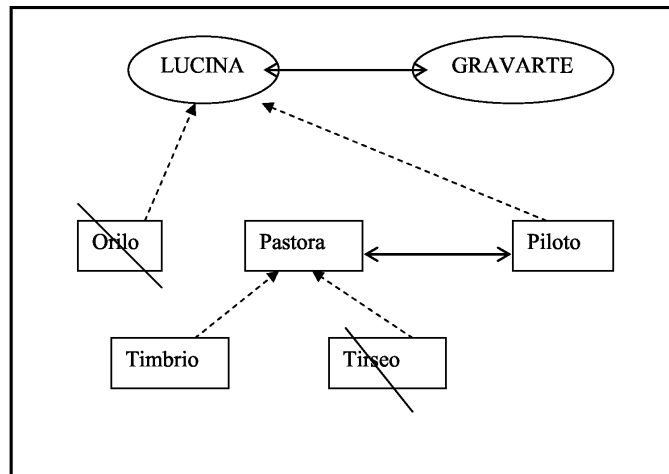 LUCINA
GRAVARTE
Orilo
Pastora
Piloto
Timbrio
Tirseo